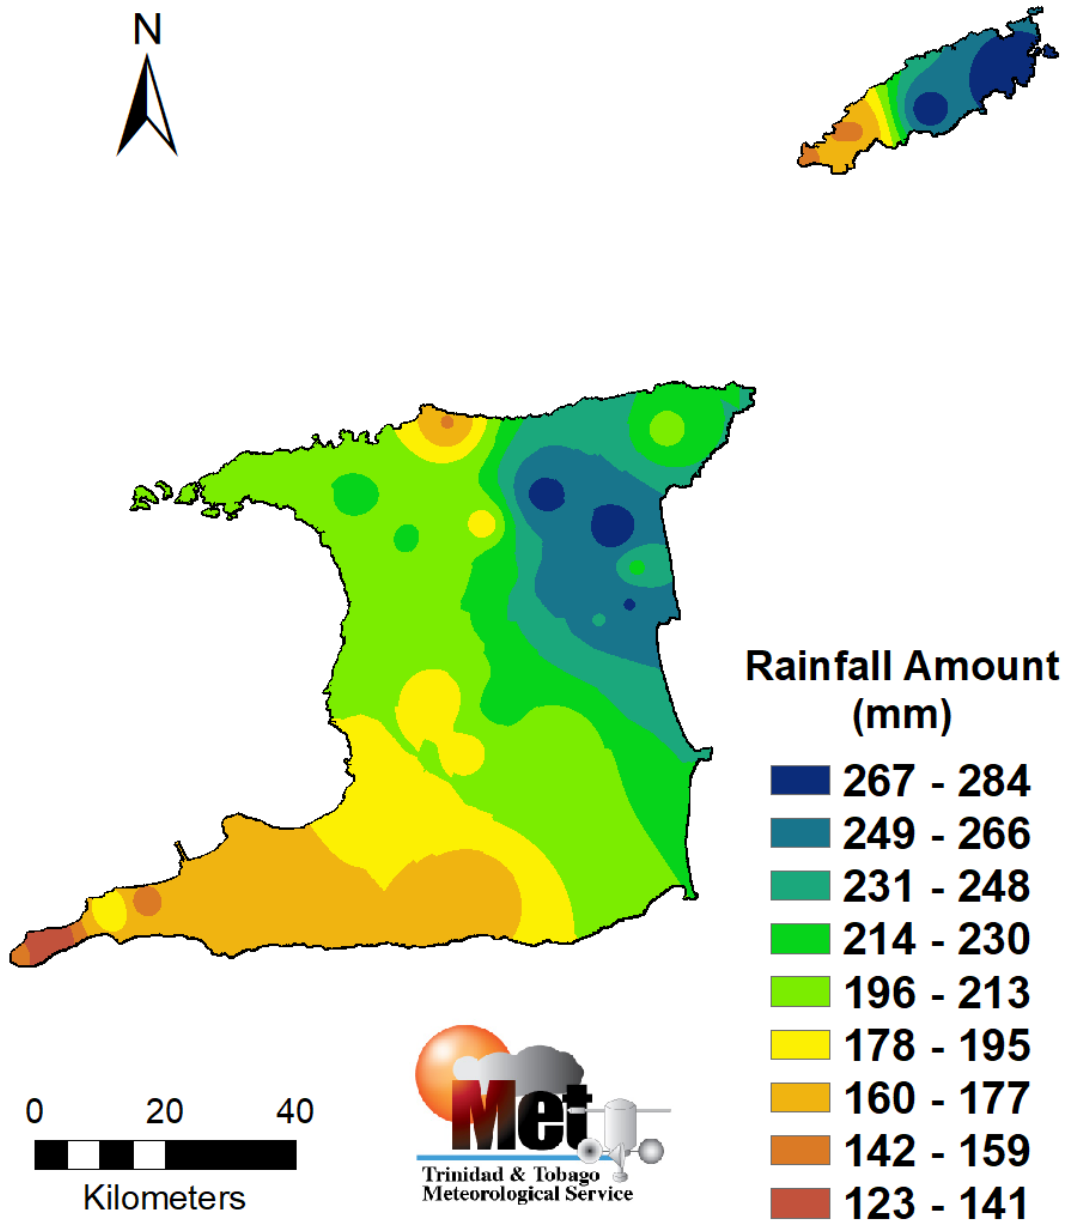 N
Rainfall Amount
(mm)
267 - 284
249 - 266
231 - 248
214 - 230
196 - 213
178 - 195
160 - 177
142 - 159
123 - 141
0 20 40
Kilometers
Met
Trinidad & Tobago
Meteorological Service